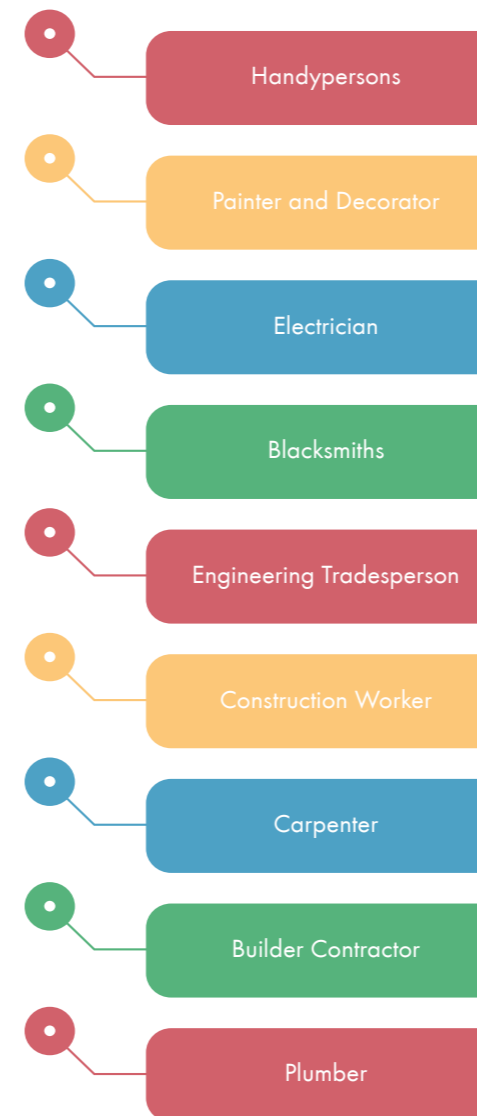 Handypersons
Painter and Decorator
Electrician
Blacksmiths
Engineering Tradesperson
Construction Worker
Carpenter
Builder Contractor
Plumber